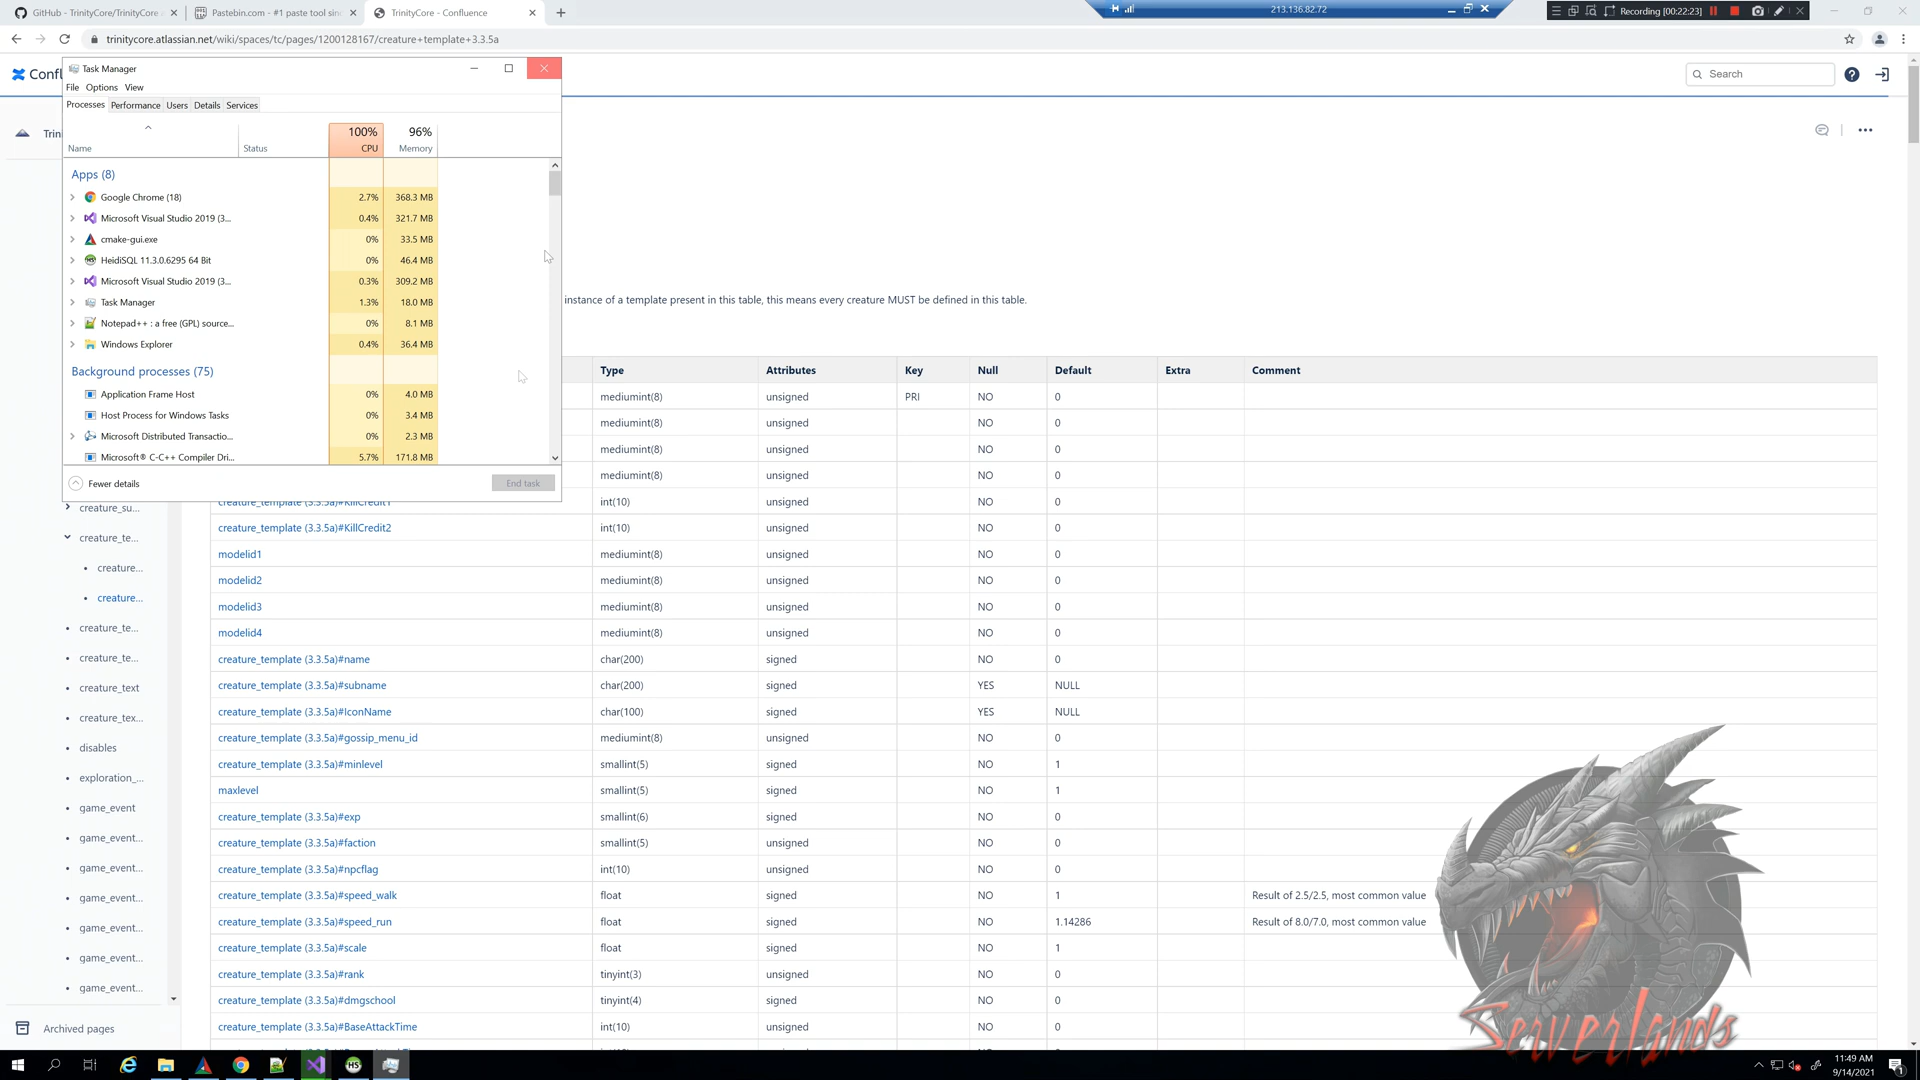 GitHub - TrinityCore/TrinityCore
Pastebin.com - #1 paste tool sin
TrinityCore - Confluence
213.136.82.72
Recording [00:22:23]
trinitycore.atlassian.net/wiki/spaces/tc/pages/1200128167/creature+template+3.3.5a
Confl
Search
Trin
Task Manager
File Options View
Processes Performance Users Details Services
100% 96%
Name Status CPU Memory
Apps (8)
Google Chrome (18) 2.7% 368.3 MB
Microsoft Visual Studio 2019 (3... 0.4% 321.7 MB
cmake-gui.exe 0% 33.5 MB
HeidiSQL 11.3.0.6295 64 Bit 0% 46.4 MB
Microsoft Visual Studio 2019 (3... 0.3% 309.2 MB
Task Manager 1.3% 18.0 MB
Notepad++ : a free (GPL) source... 0% 8.1 MB
Windows Explorer 0.4% 36.4 MB
Background processes (75)
Application Frame Host 0% 4.0 MB
Host Process for Windows Tasks 0% 3.4 MB
Microsoft Distributed Transactio... 0% 2.3 MB
Microsoft® C-C++ Compiler Dri... 5.7% 171.8 MB
Fewer details End task
instance of a template present in this table, this means every creature MUST be defined in this table.
Type Attributes Key Null Default Extra Comment
mediumint(8) unsigned PRI NO 0
mediumint(8) unsigned NO 0
mediumint(8) unsigned NO 0
mediumint(8) unsigned NO 0
creature_template (3.3.5a)#KillCredit1 int(10) unsigned NO 0
creature_template (3.3.5a)#KillCredit2 int(10) unsigned NO 0
modelid1 mediumint(8) unsigned NO 0
modelid2 mediumint(8) unsigned NO 0
modelid3 mediumint(8) unsigned NO 0
modelid4 mediumint(8) unsigned NO 0
creature_template (3.3.5a)#name char(200) signed NO 0
creature_template (3.3.5a)#subname char(200) signed YES NULL
creature_template (3.3.5a)#IconName char(100) signed YES NULL
creature_template (3.3.5a)#gossip_menu_id mediumint(8) unsigned NO 0
creature_template (3.3.5a)#minlevel smallint(5) signed NO 1
maxlevel smallint(5) signed NO 1
creature_template (3.3.5a)#exp smallint(6) signed NO 0
creature_template (3.3.5a)#faction smallint(5) unsigned NO 0
creature_template (3.3.5a)#npcflag int(10) unsigned NO 0
creature_template (3.3.5a)#speed_walk float signed NO 1 Result of 2.5/2.5, most common value
creature_template (3.3.5a)#speed_run float signed NO 1.14286 Result of 8.0/7.0, most common value
creature_template (3.3.5a)#scale float signed NO 1
creature_template (3.3.5a)#rank tinyint(3) unsigned NO 0
creature_template (3.3.5a)#dmgschool tinyint(4) signed NO 0
creature_template (3.3.5a)#BaseAttackTime int(10) unsigned NO 0
creature_su...
creature_te...
creature...
creature...
creature_te...
creature_te...
creature_text
creature_tex...
disables
exploration_...
game_event
game_event...
game_event...
game_event...
game_event...
game_event...
game_event...
Archived pages
Serverlands
11:49 AM
9/14/2021